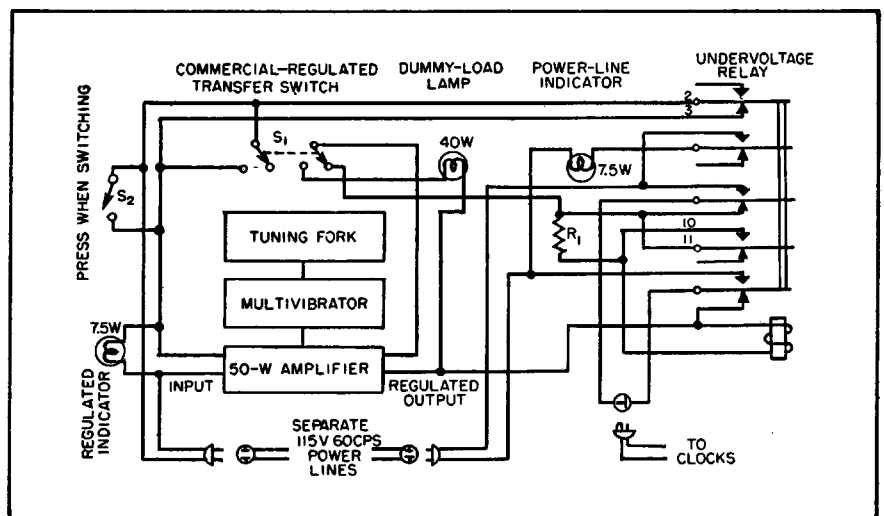 COMMERCIAL-REGULATED
TRANSFER SWITCH
DUMMY-LOAD
LAMP
POWER-LINE
INDICATOR
UNDERVOLTAGE
RELAY
PRESS WHEN SWITCHING
S2
S1
40W
7.5W
2
3
10
11
R1
TUNING FORK
MULTIVIBRATOR
50-W AMPLIFIER
7.5W
REGULATED
INDICATOR
INPUT
REGULATED
OUTPUT
SEPARATE
115V 60CPS
POWER
LINES
TO
CLOCKS